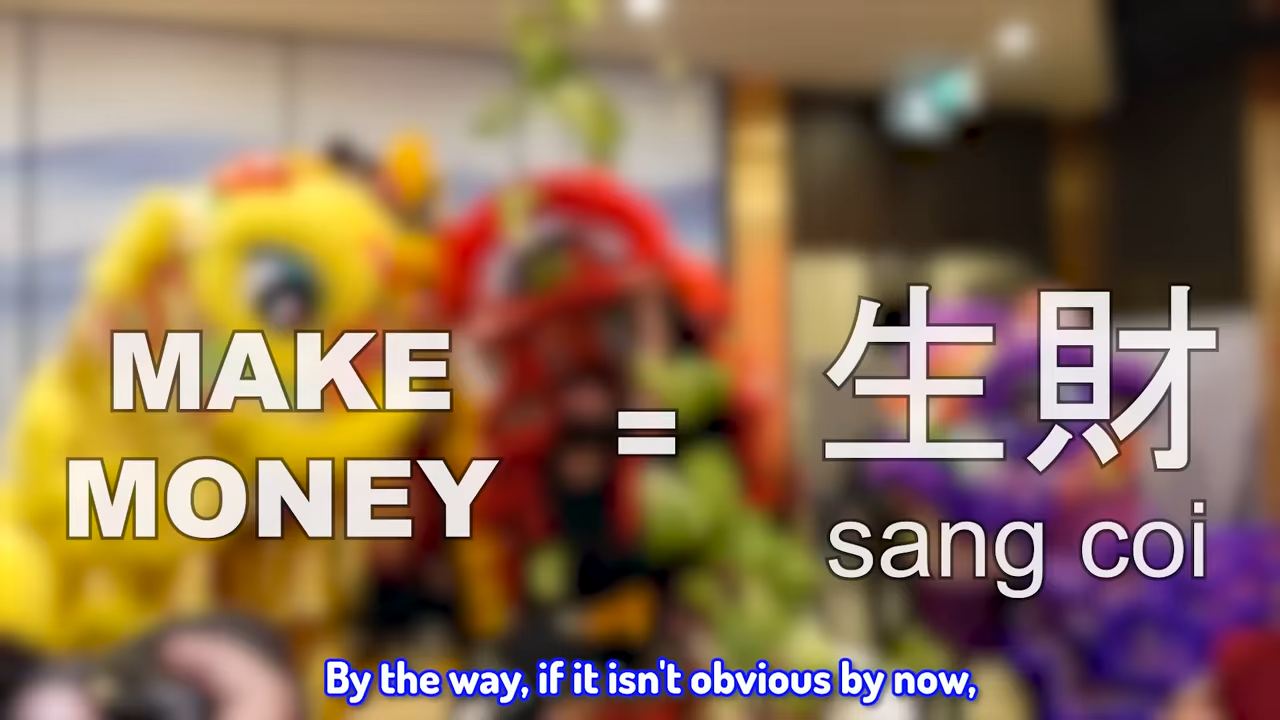 MAKE
MONEY
=
生財
sang coi
By the way, if it isn't obvious by now,